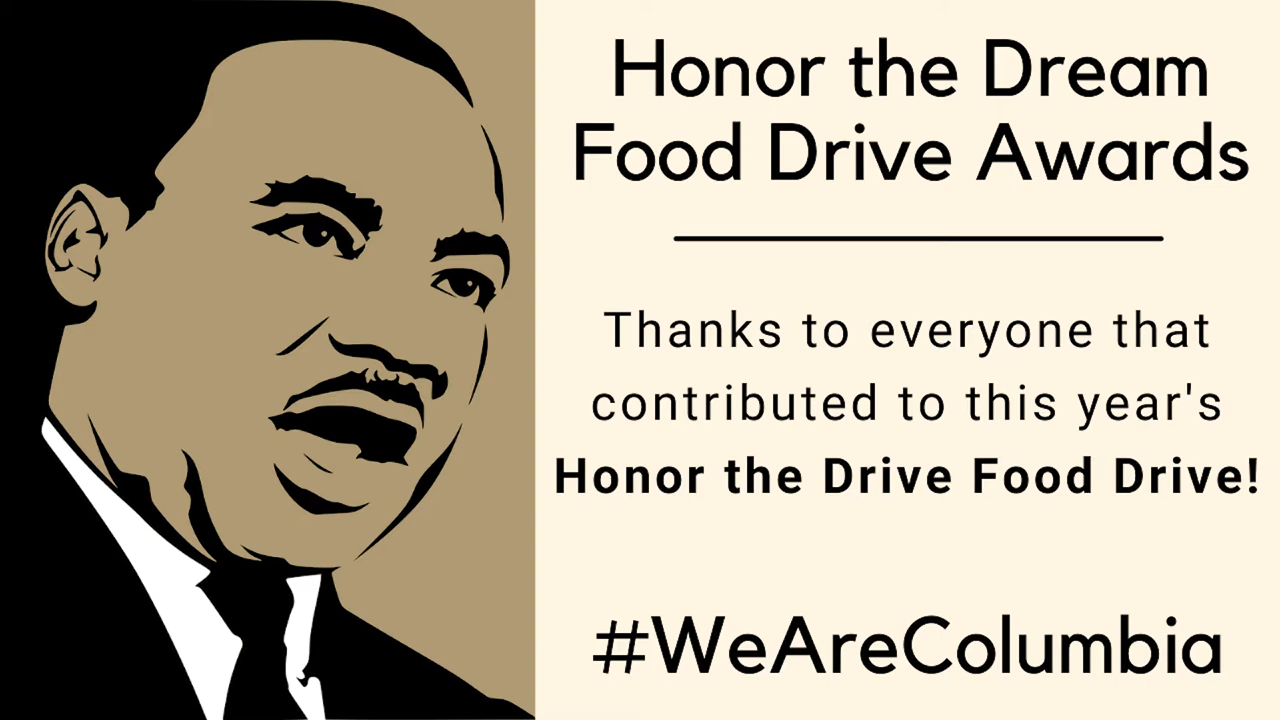 Honor the Dream
Food Drive Awards
Thanks to everyone that
contributed to this year's
Honor the Drive Food Drive!
#WeAreColumbia